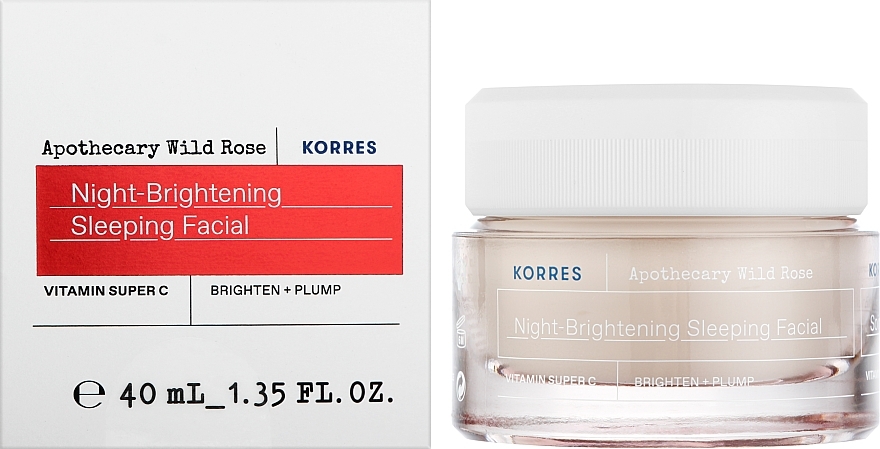 Apothecary Wild Rose KORRES
Night-Brightening
Sleeping Facial
VITAMIN SUPER C BRIGHTEN + PLUMP
℮ 40 mL_1.35 FL.OZ.
KORRES Apothecary Wild Rose
Night-Brightening Sleeping Facial
VITAMIN SUPER C BRIGHTEN + PLUMP